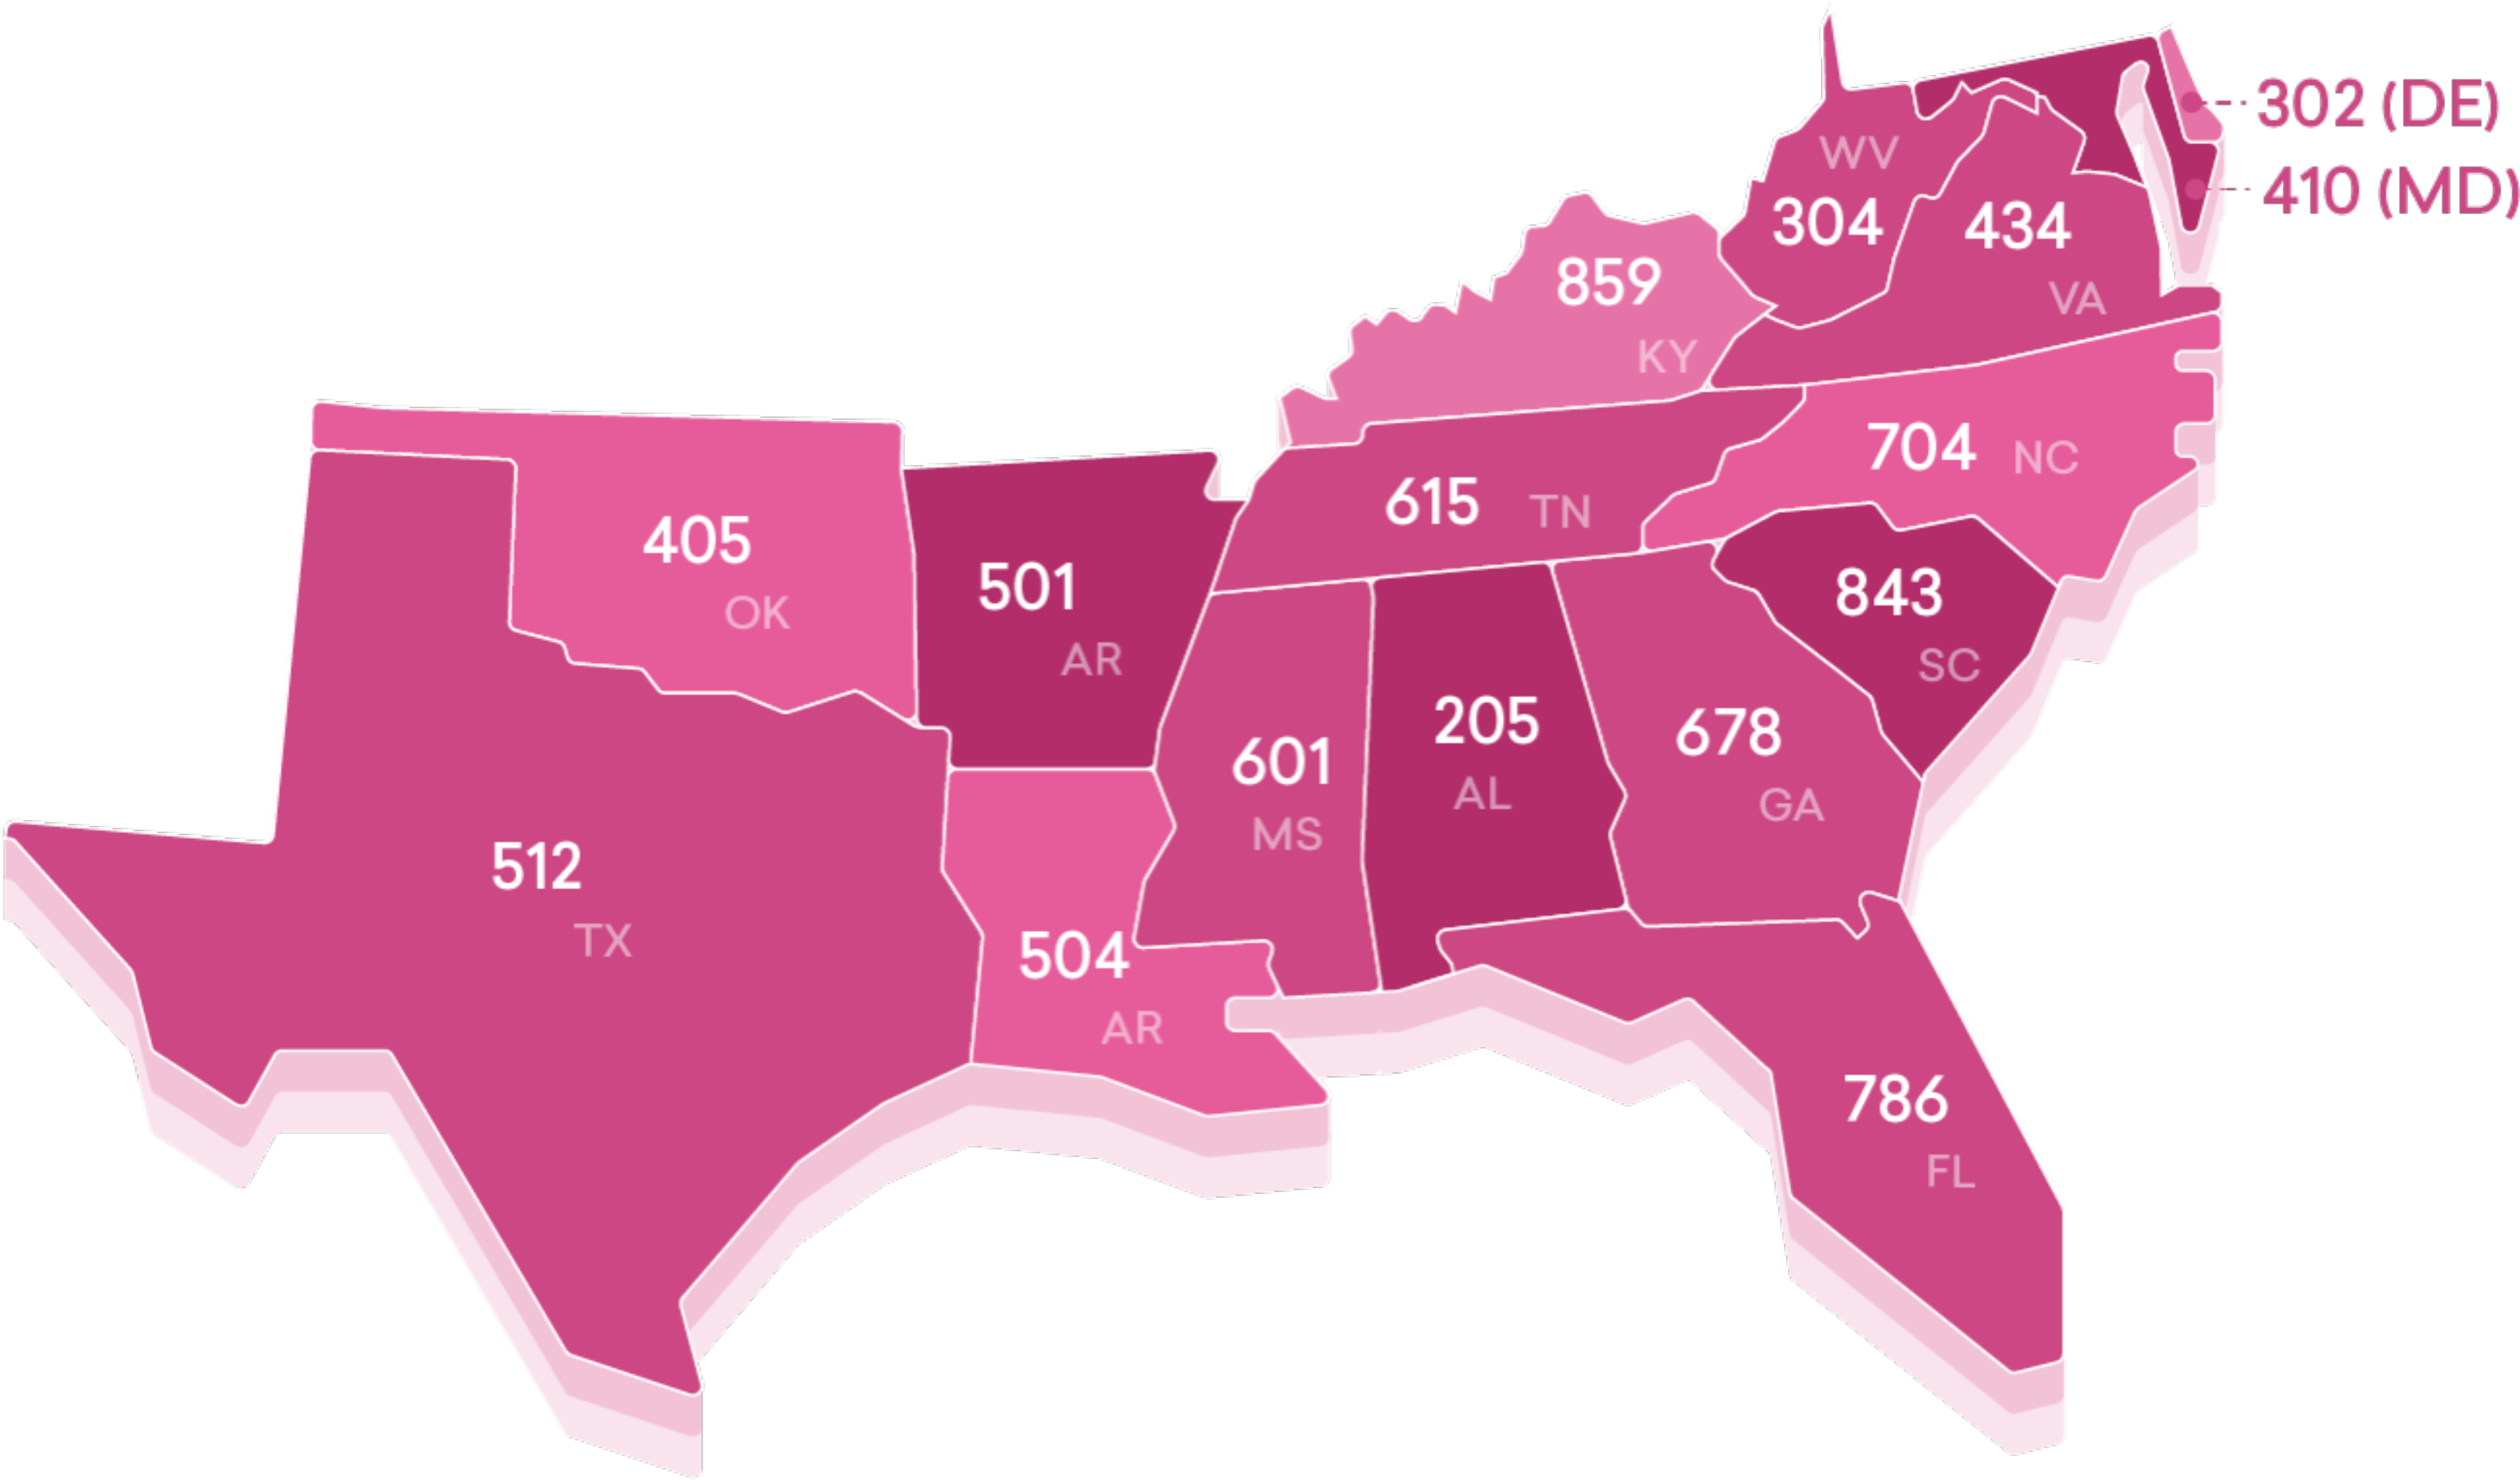 302 (DE)
410 (MD)
WV
304
434
VA
859
KY
704 NC
615 TN
405
OK
501
AR
843
SC
205
AL
678
GA
601
MS
512
TX
504
AR
786
FL